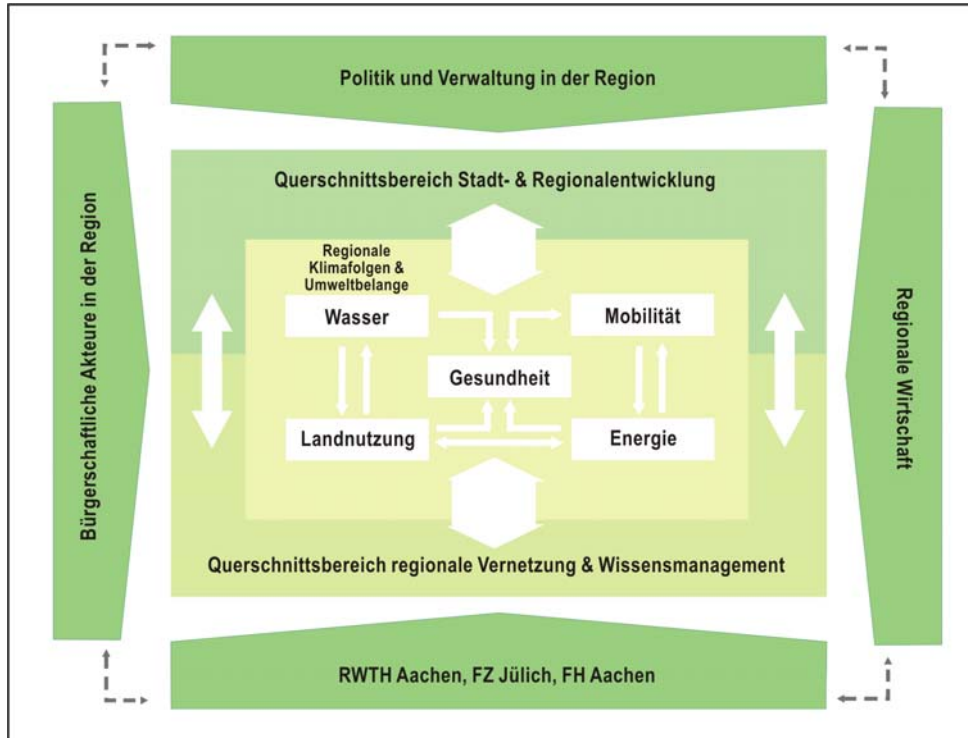 Politik und Verwaltung in der Region
Bürgerschaftliche Akteure in der Region
Querschnittsbereich Stadt- & Regionalentwicklung
Regionale
Klimafolgen &
Umweltbelange
Wasser
Mobilität
Gesundheit
Landnutzung
Energie
Querschnittsbereich regionale Vernetzung & Wissensmanagement
Regionale Wirtschaft
RWTH Aachen, FZ Jülich, FH Aachen